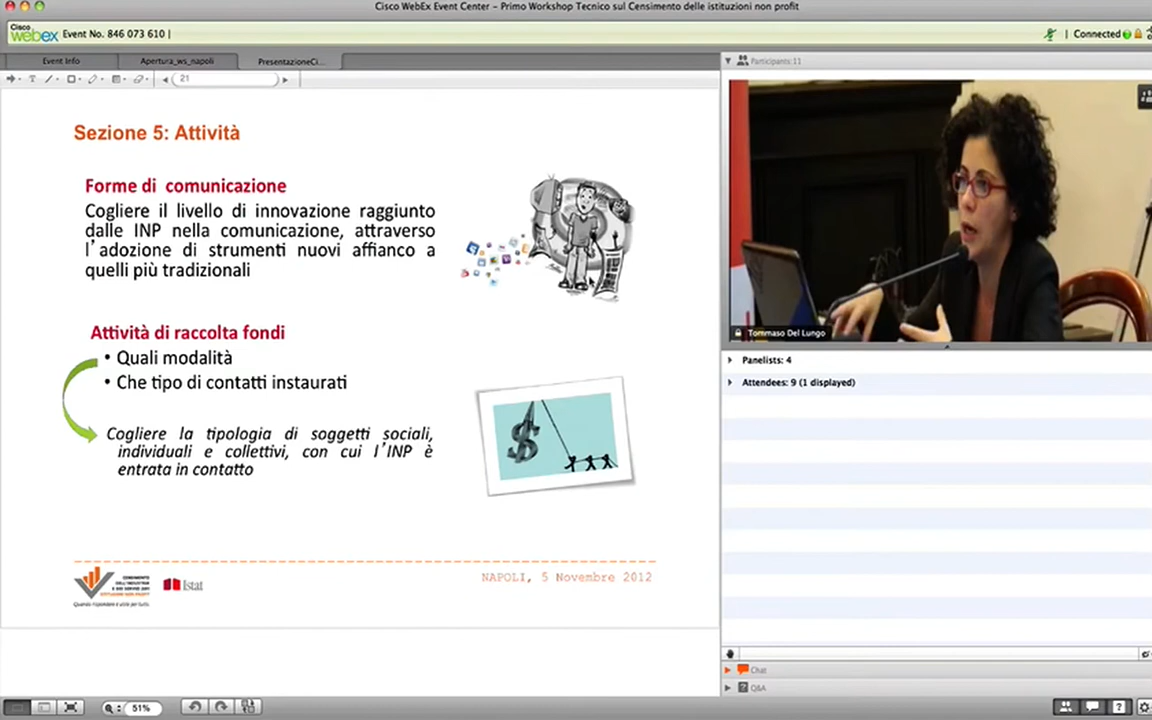 Cisco WebEx Event Center – Primo Workshop Tecnico sul Censimento delle istituzioni non profit
Cisco webex Event No. 846 073 610 |
| Connected
Event Info
Apertura_ws_napoli
PresentazioneCi...
21
Participants:11
Sezione 5: Attività
Forme di comunicazione
Cogliere il livello di innovazione raggiunto
dalle INP nella comunicazione, attraverso
l'adozione di strumenti nuovi affianco a
quelli più tradizionali
Attività di raccolta fondi
• Quali modalità
• Che tipo di contatti instaurati
Cogliere la tipologia di soggetti sociali,
individuali e collettivi, con cui l'INP è
entrata in contatto
Istat
NAPOLI, 5 Novembre 2012
Tommaso Del Lungo
Panelists: 4
Attendees: 9 (1 displayed)
Chat
Q&A
51%